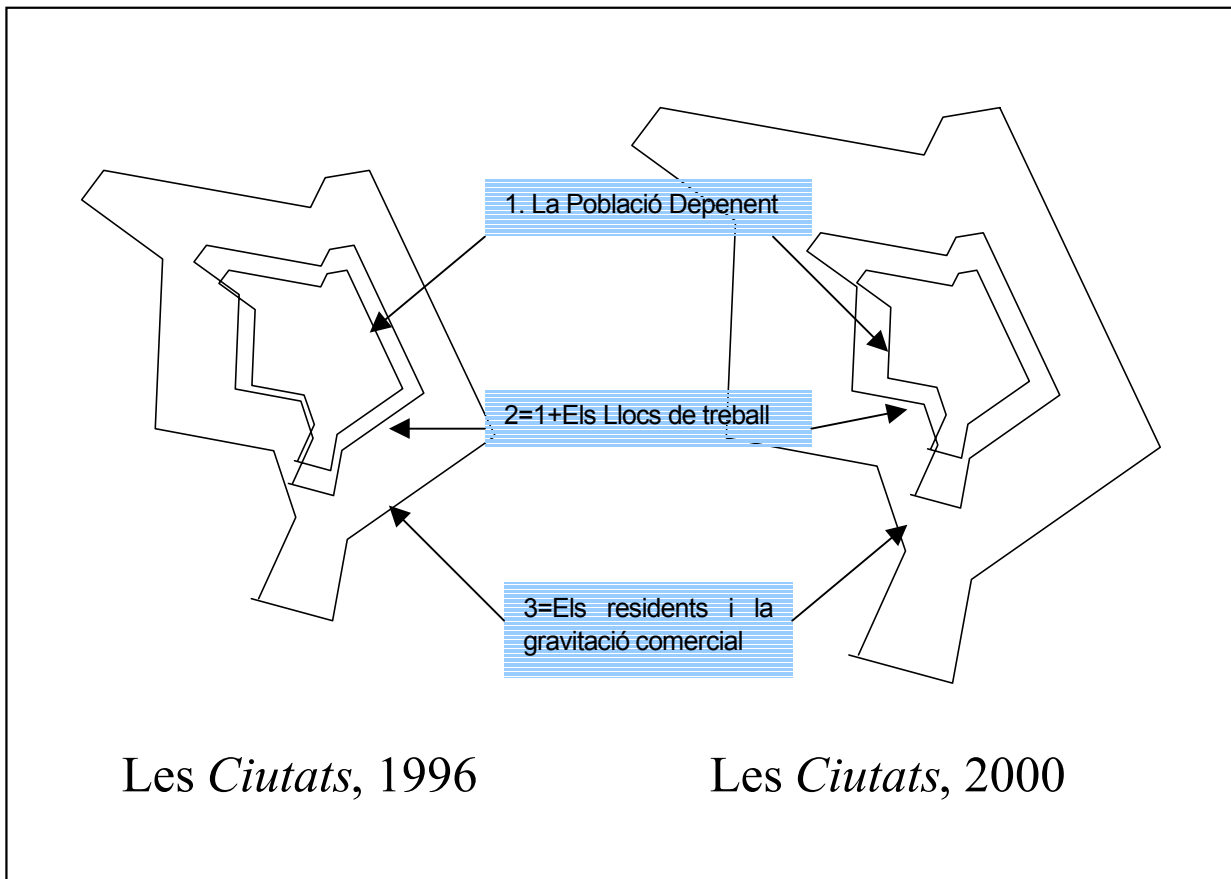 1. La Població Depenent
2=1+Els Llocs de treball
3=Els residents i la
gravitació comercial
Les Ciutats, 1996
Les Ciutats, 2000